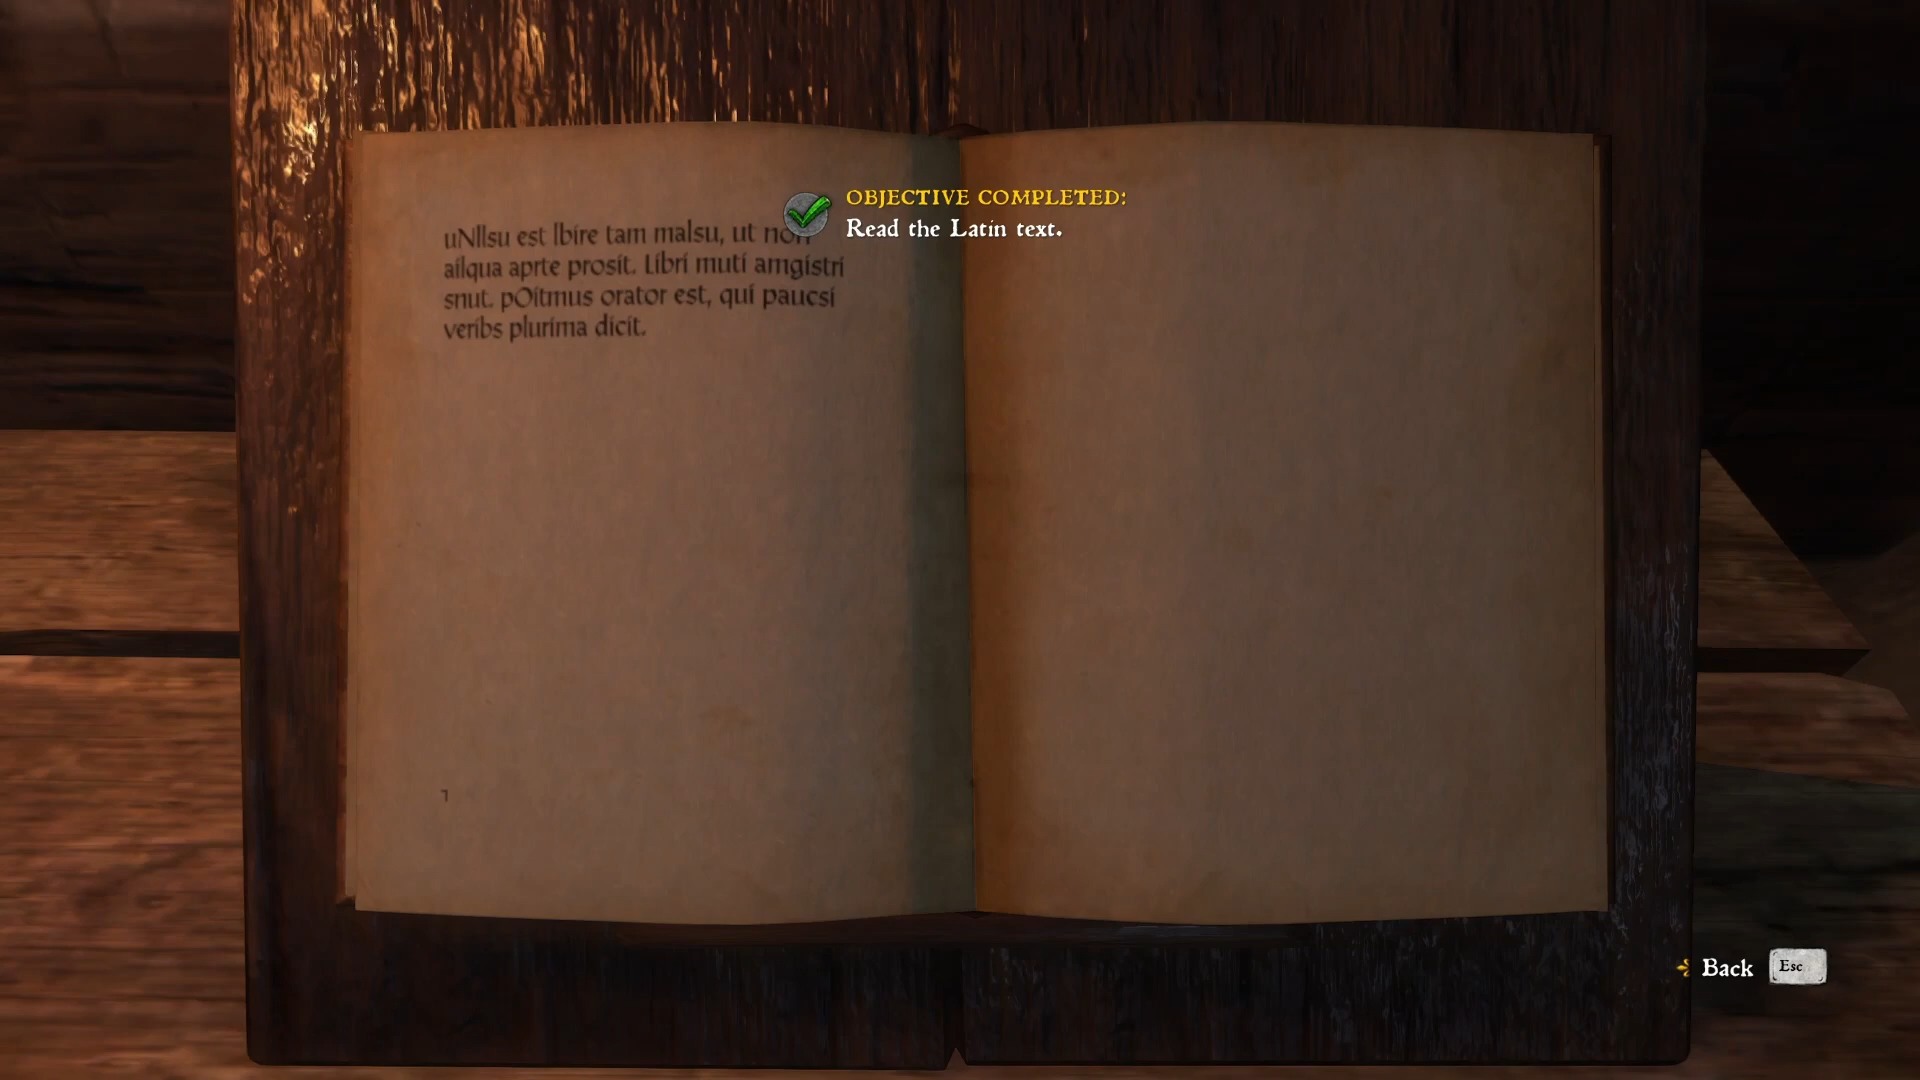 OBJECTIVE COMPLETED:
Read the Latin text.
uNllsu est lbire tam malsu, ut non
ailqua aprte prosit. Libri muti amgistri
snut. pOitmus orator est, qui paucsi
veribs plurima dicit.
Back Esc